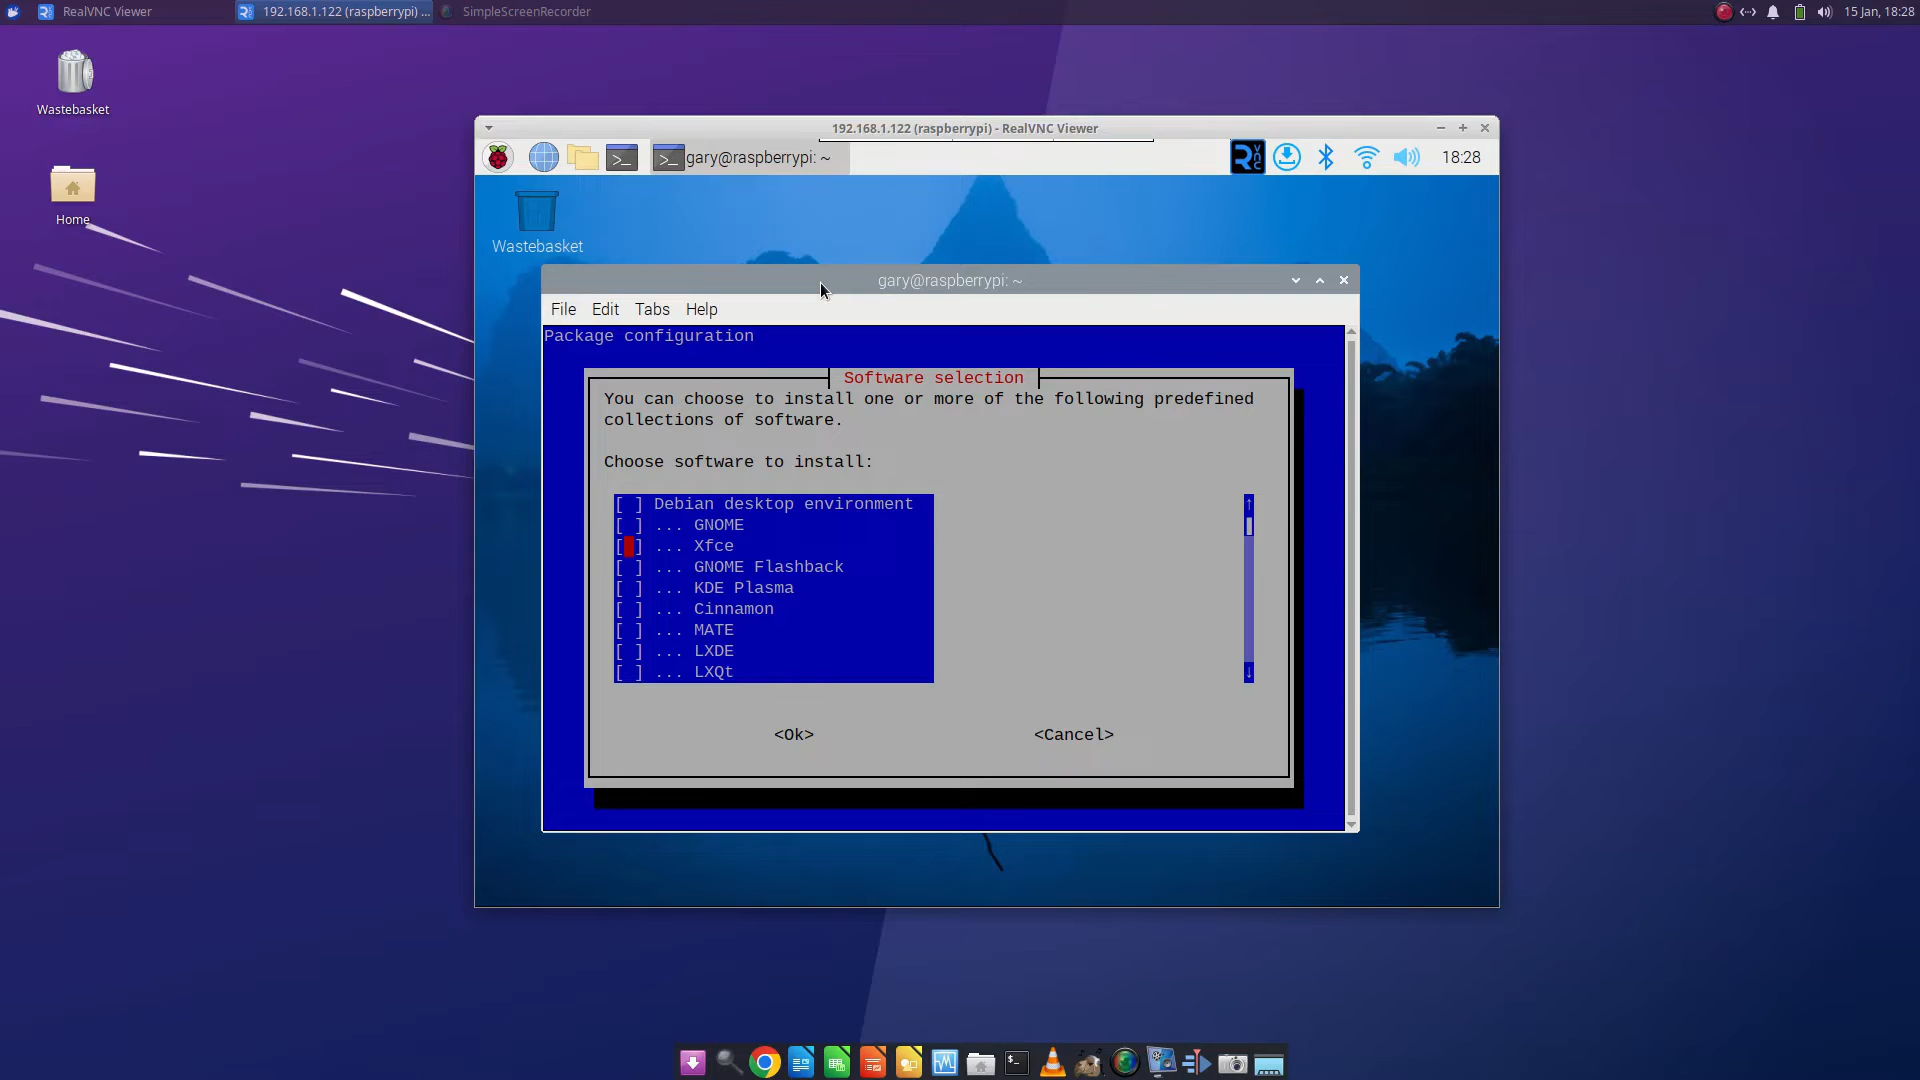 RealVNC Viewer
192.168.1.122 (raspberrypi) ...
SimpleScreenRecorder
15 Jan, 18:28
Wastebasket
Home
192.168.1.122 (raspberrypi) - RealVNC Viewer
gary@raspberrypi: ~
18:28
Wastebasket
gary@raspberrypi: ~
File Edit Tabs Help
Package configuration
Software selection
You can choose to install one or more of the following predefined
collections of software.
Choose software to install:
[ ] Debian desktop environment
[ ] ... GNOME
[ ] ... Xfce
[ ] ... GNOME Flashback
[ ] ... KDE Plasma
[ ] ... Cinnamon
[ ] ... MATE
[ ] ... LXDE
[ ] ... LXQt
<Ok> <Cancel>